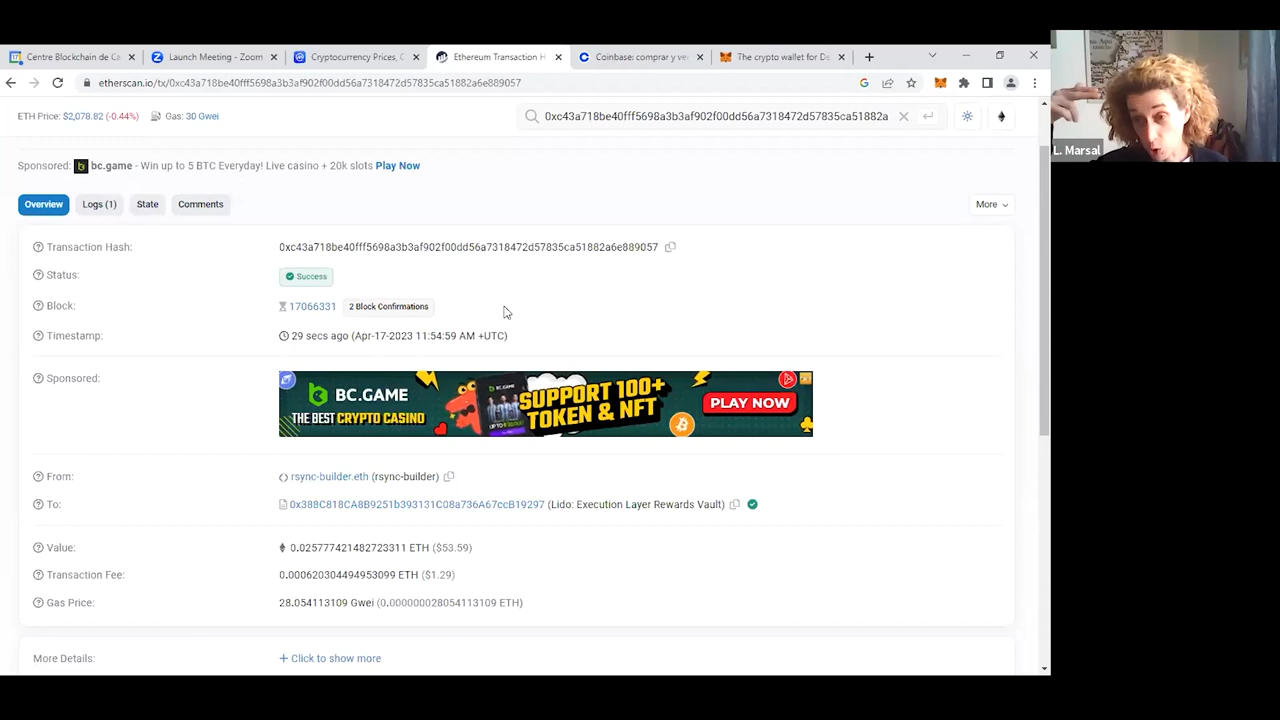 Centre Blockchain de Ca
Launch Meeting - Zoom
Cryptocurrency Prices, C
Ethereum Transaction H
Coinbase: comprar y ve
The crypto wallet for De
etherscan.io/tx/0xc43a718be40fff5698a3b3af902f00dd56a7318472d57835ca51882a6e889057
ETH Price: $2,078.82 (-0.44%) Gas: 30 Gwei
0xc43a718be40fff5698a3b3af902f00dd56a7318472d57835ca51882a
Sponsored: bc.game - Win up to 5 BTC Everyday! Live casino + 20k slots Play Now
Overview Logs (1) State Comments More
Transaction Hash: 0xc43a718be40fff5698a3b3af902f00dd56a7318472d57835ca51882a6e889057
Status: Success
Block: 17066331 2 Block Confirmations
Timestamp: 29 secs ago (Apr-17-2023 11:54:59 AM +UTC)
Sponsored:
BC.GAME
THE BEST CRYPTO CASINO
SUPPORT 100+
TOKEN & NFT
PLAY NOW
From: rsync-builder.eth (rsync-builder)
To: 0x388C818CA8B9251b393131C08a736A67ccB19297 (Lido: Execution Layer Rewards Vault)
Value: 0.025777421482723311 ETH ($53.59)
Transaction Fee: 0.000620304494953099 ETH ($1.29)
Gas Price: 28.054113109 Gwei (0.000000028054113109 ETH)
More Details: + Click to show more
L. Marsal